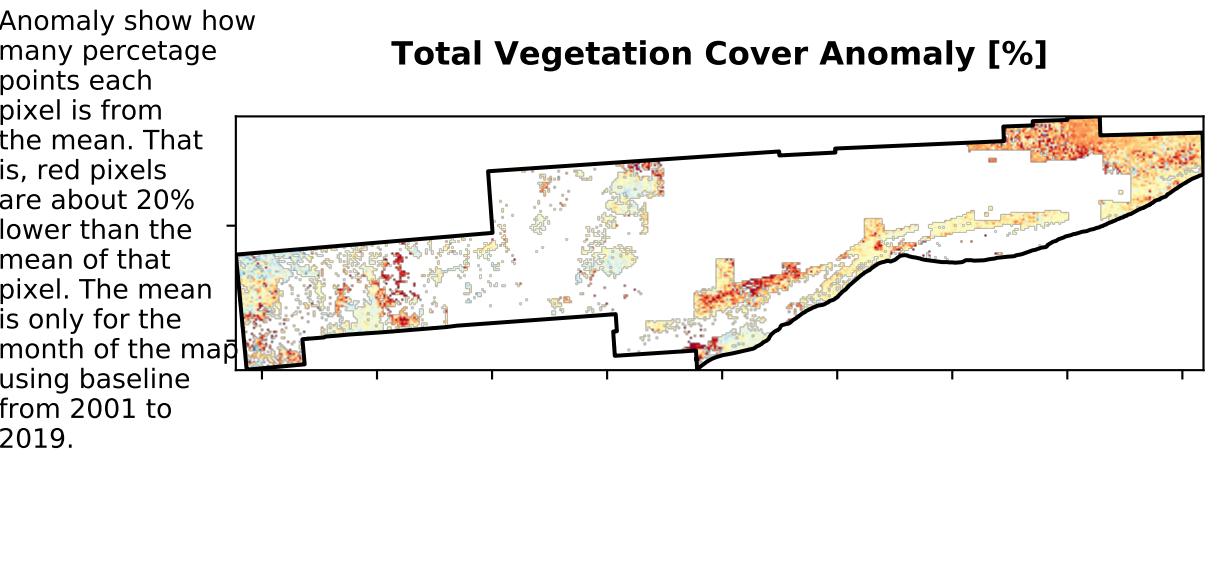 Anomaly show how
many percetage
points each
pixel is from
the mean. That
is, red pixels
are about 20%
lower than the
mean of that
pixel. The mean
is only for the
month of the map
using baseline
from 2001 to
2019.
Total Vegetation Cover Anomaly [%]